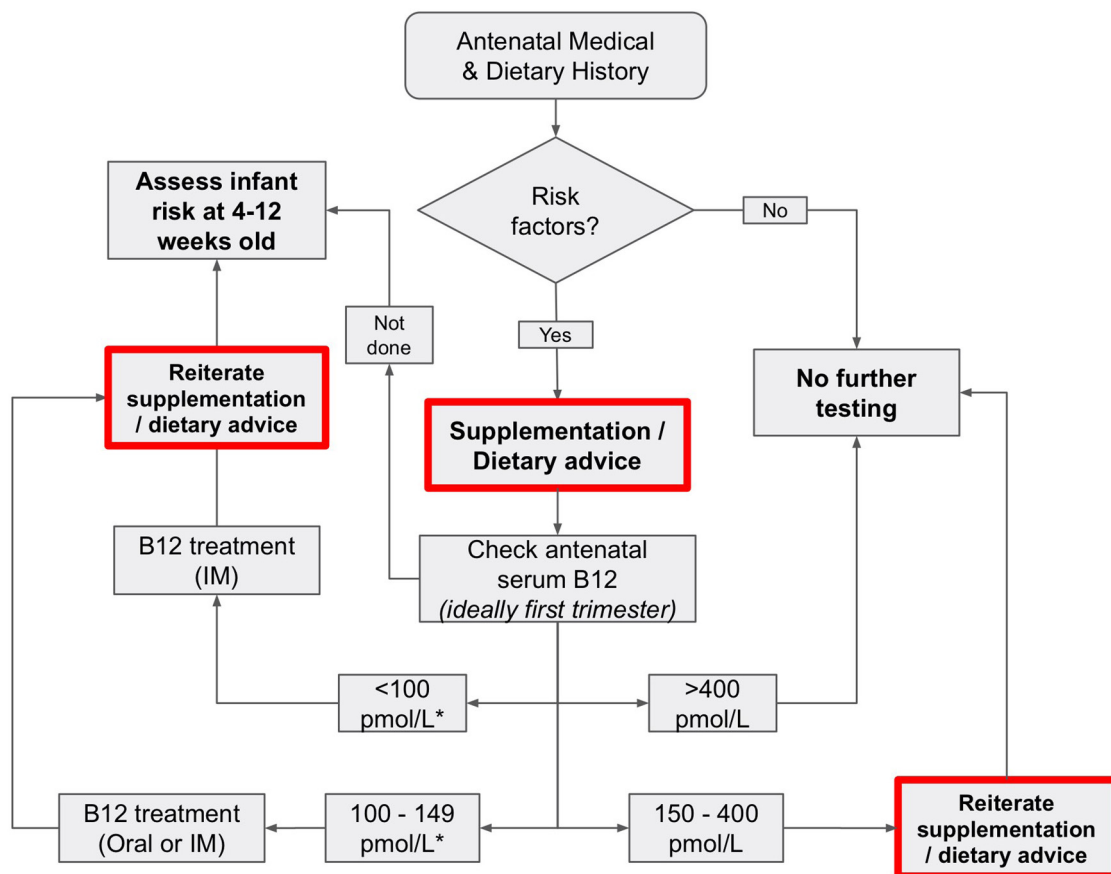 Antenatal Medical
& Dietary History
Risk
factors?
No
Yes
Assess infant
risk at 4-12
weeks old
Not
done
Reiterate
supplementation
/ dietary advice
Supplementation /
Dietary advice
No further
testing
B12 treatment
(IM)
Check antenatal
serum B12
(ideally first trimester)
<100
pmol/L*
>400
pmol/L
B12 treatment
(Oral or IM)
100 - 149
pmol/L*
150 - 400
pmol/L
Reiterate
supplementation
/ dietary advice